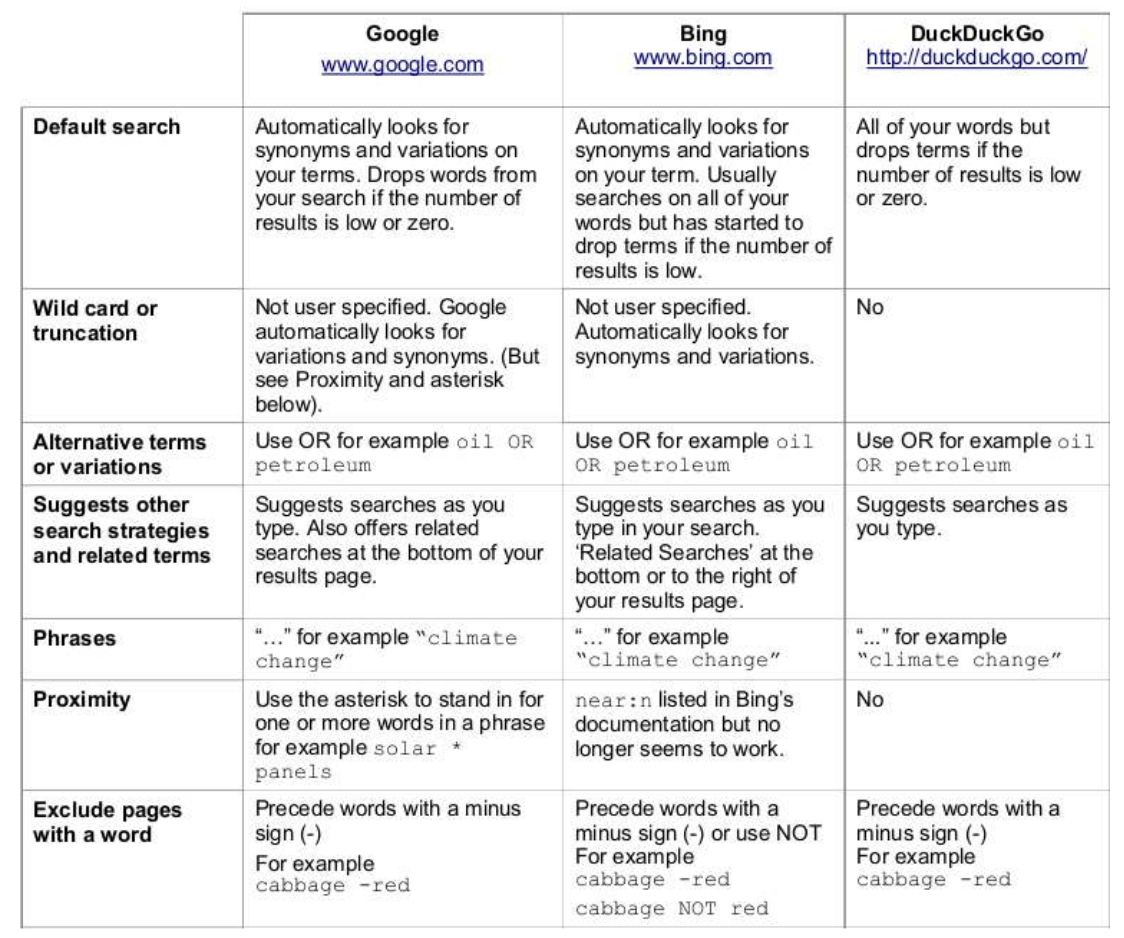 Google
www.google.com
Bing
www.bing.com
DuckDuckGo
http://duckduckgo.com/
Default search
Automatically looks for
synonyms and variations on
your terms. Drops words from
your search if the number of
results is low or zero.
Automatically looks for
synonyms and variations
on your term. Usually
searches on all of your
words but has started to
drop terms if the number of
results is low.
All of your words but
drops terms if the
number of results is low
or zero.
Wild card or
truncation
Not user specified. Google
automatically looks for
variations and synonyms. (But
see Proximity and asterisk
below).
Not user specified.
Automatically looks for
synonyms and variations.
No
Alternative terms
or variations
Use OR for example oil OR
petroleum
Use OR for example oil
OR petroleum
Use OR for example oil
OR petroleum
Suggests other
search strategies
and related terms
Suggests searches as you
type. Also offers related
searches at the bottom of your
results page.
Suggests searches as you
type in your search.
‘Related Searches’ at the
bottom or to the right of
your results page.
Suggests searches as
you type.
Phrases
“...” for example “climate
change”
“...” for example
“climate change”
“...” for example
“climate change”
Proximity
Use the asterisk to stand in for
one or more words in a phrase
for example solar *
panels
near:n listed in Bing’s
documentation but no
longer seems to work.
No
Exclude pages
with a word
Precede words with a minus
sign (-)
For example
cabbage -red
Precede words with a
minus sign (-) or use NOT
For example
cabbage -red
cabbage NOT red
Precede words with a
minus sign (-)
For example
cabbage -red